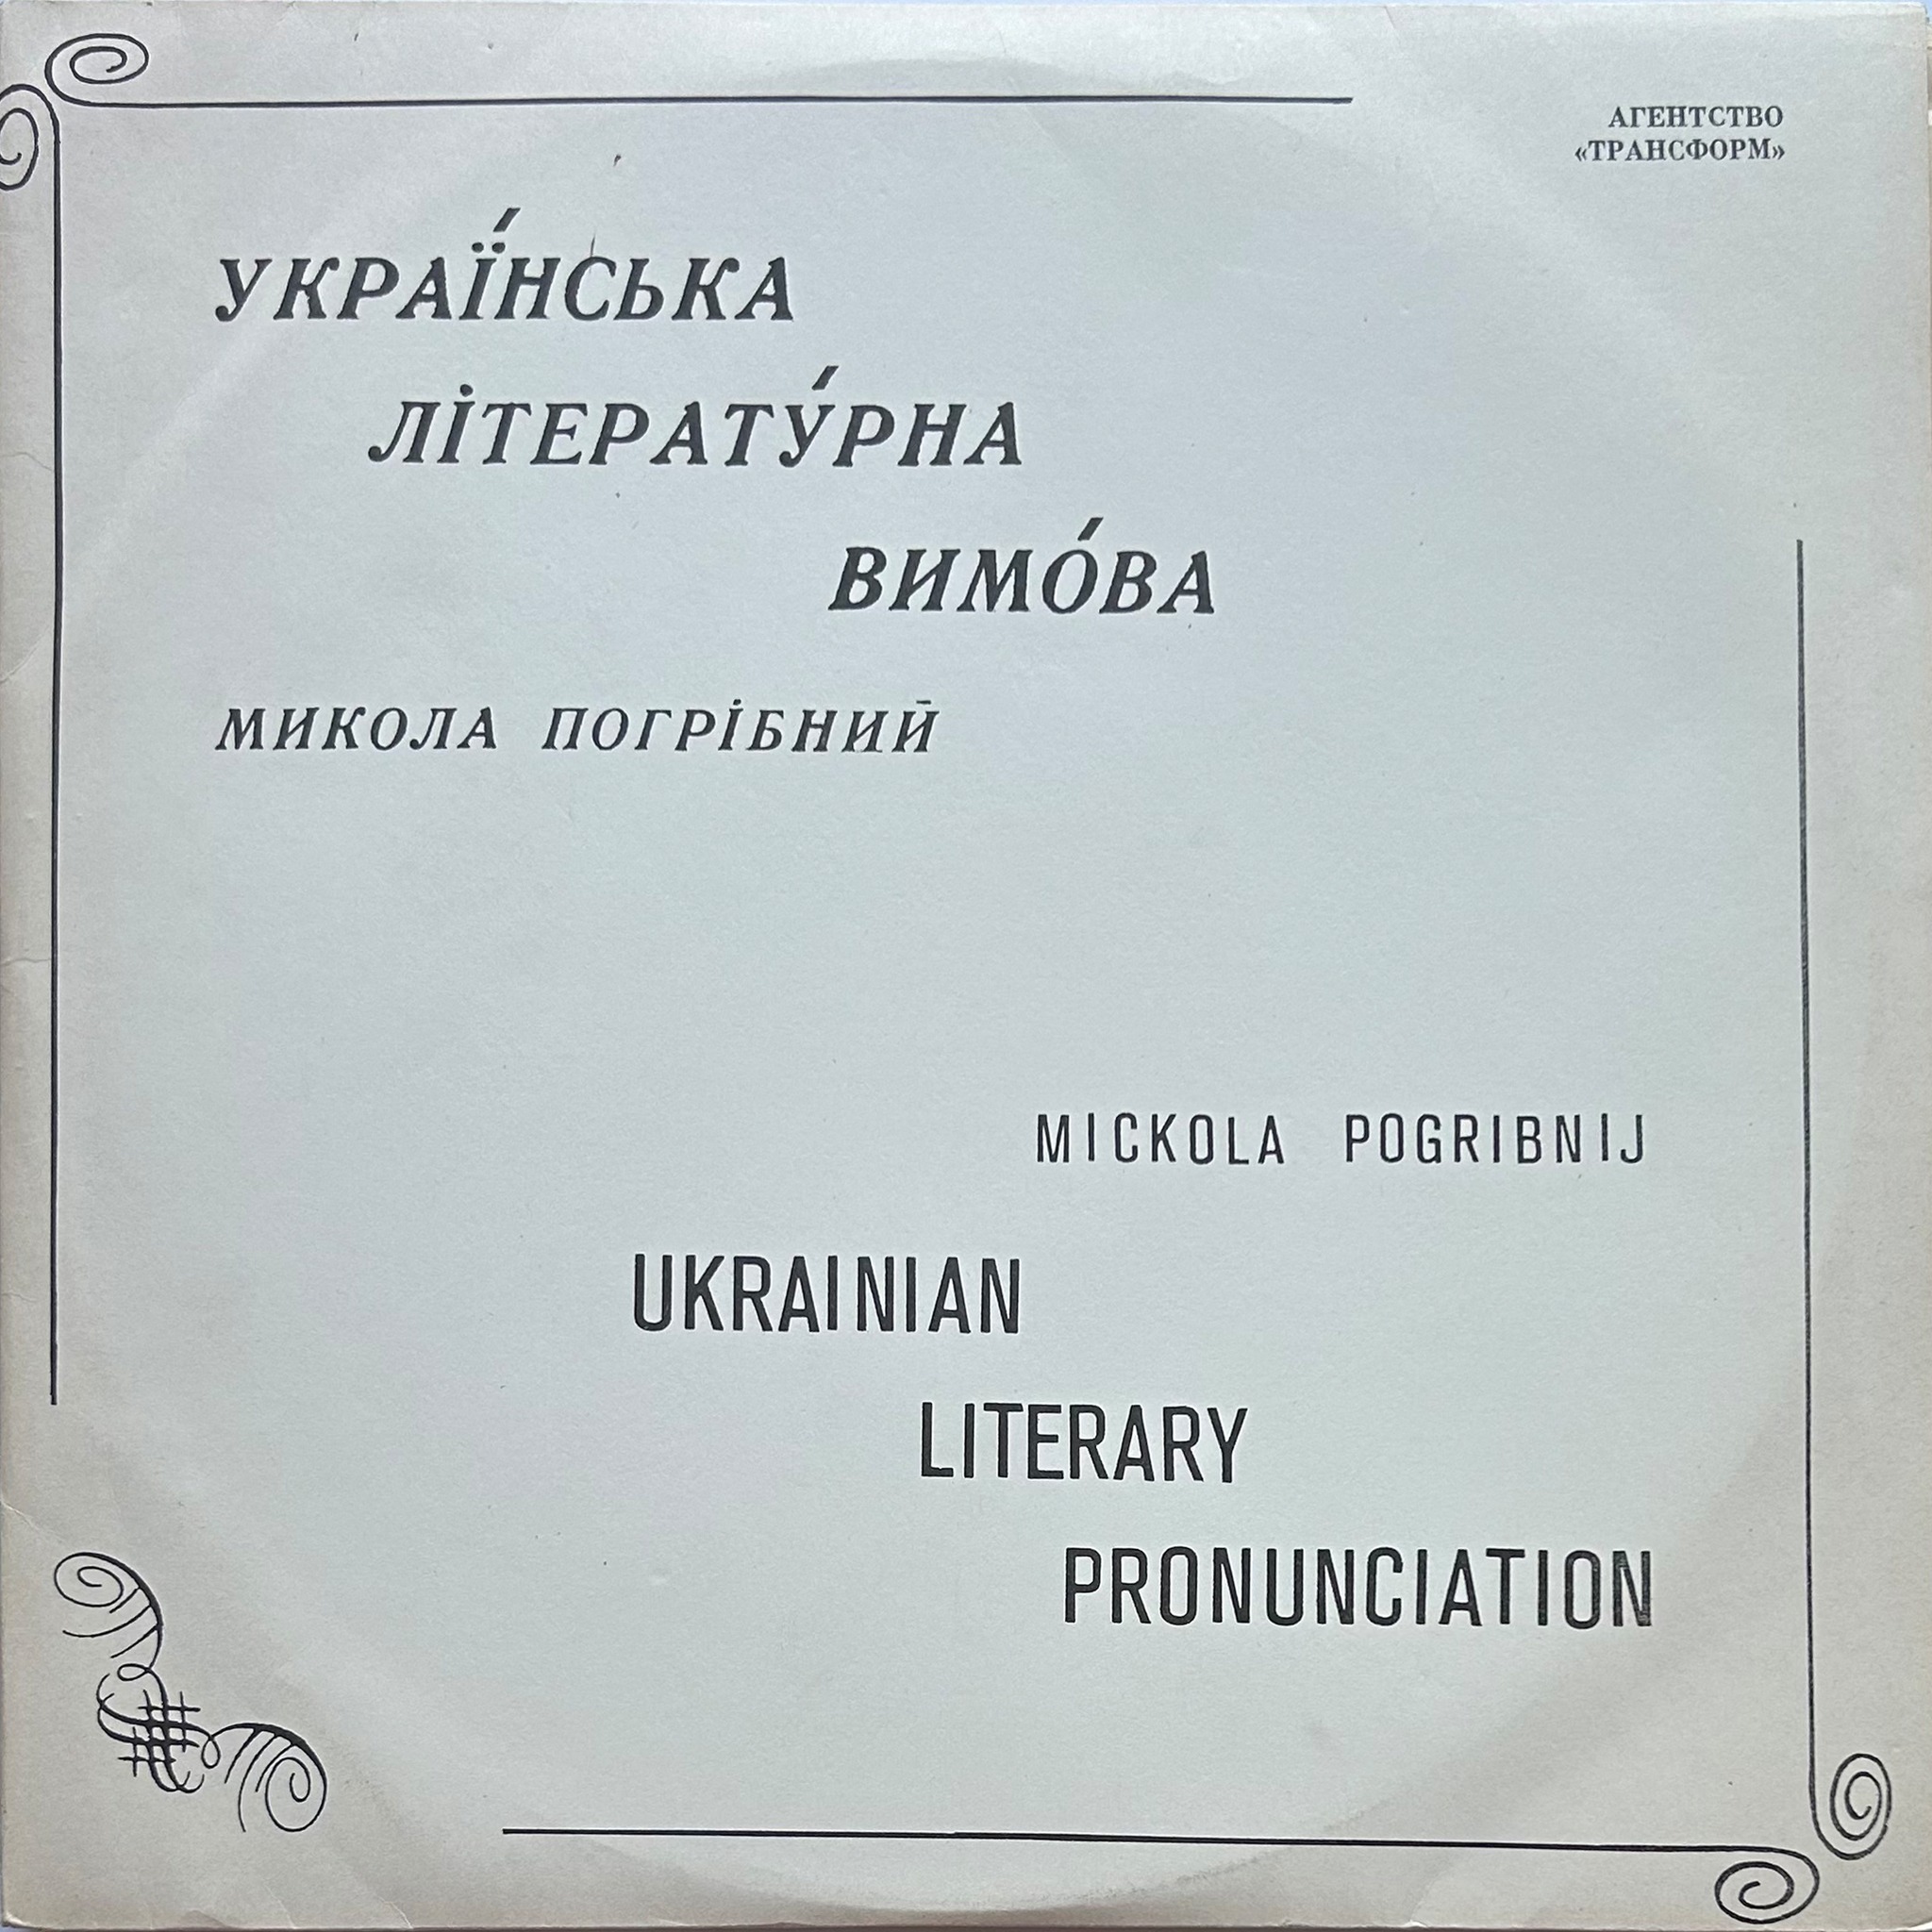 АГЕНТСТВО
«ТРАНСФОРМ»
УКРАЇ́НСЬКА
ЛІТЕРАТУ́РНА
ВИМО́ВА
МИКОЛА ПОГРІБНИЙ
MICKOLA POGRIBNIJ
UKRAINIAN
LITERARY
PRONUNCIATION